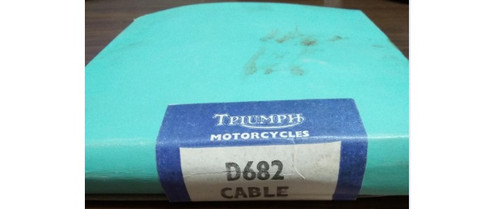 TRIUMPH
MOTORCYCLES
D682
CABLE